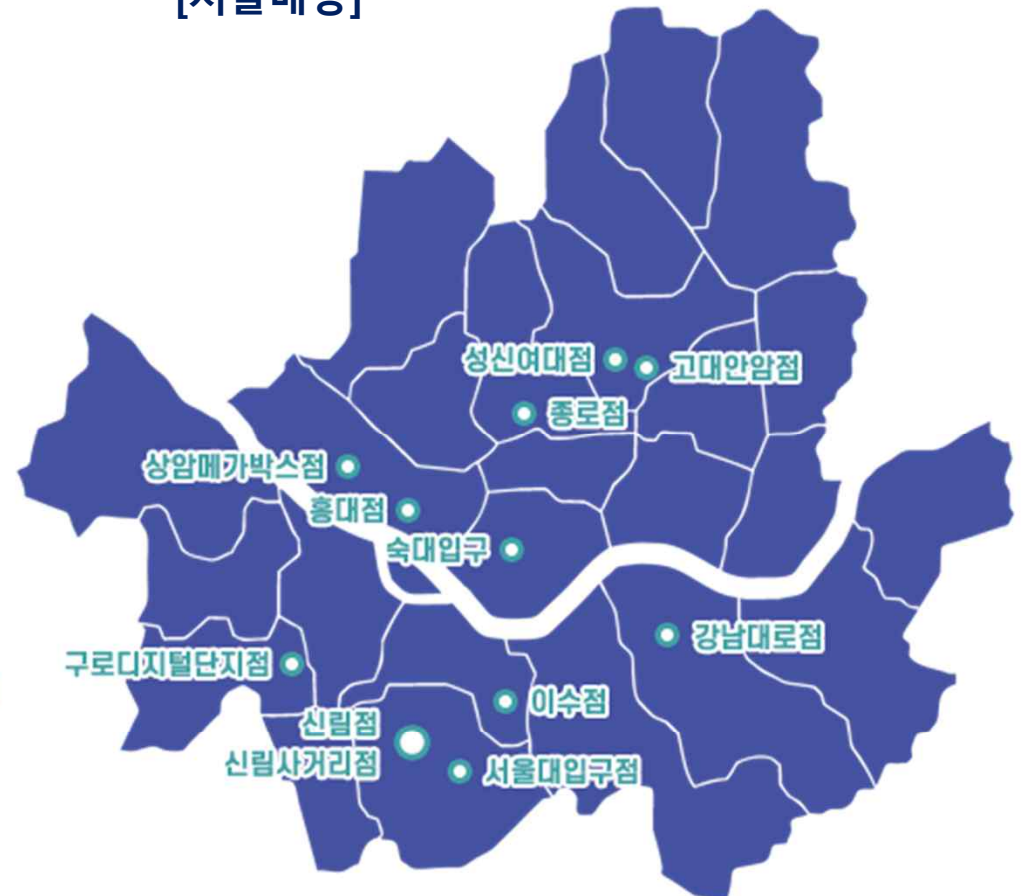 성신여대점
고대안암점
종로점
상암메가박스점
홍대점
숙대입구
강남대로점
구로디지털단지점
이수점
신림점
신림사거리점
서울대입구점